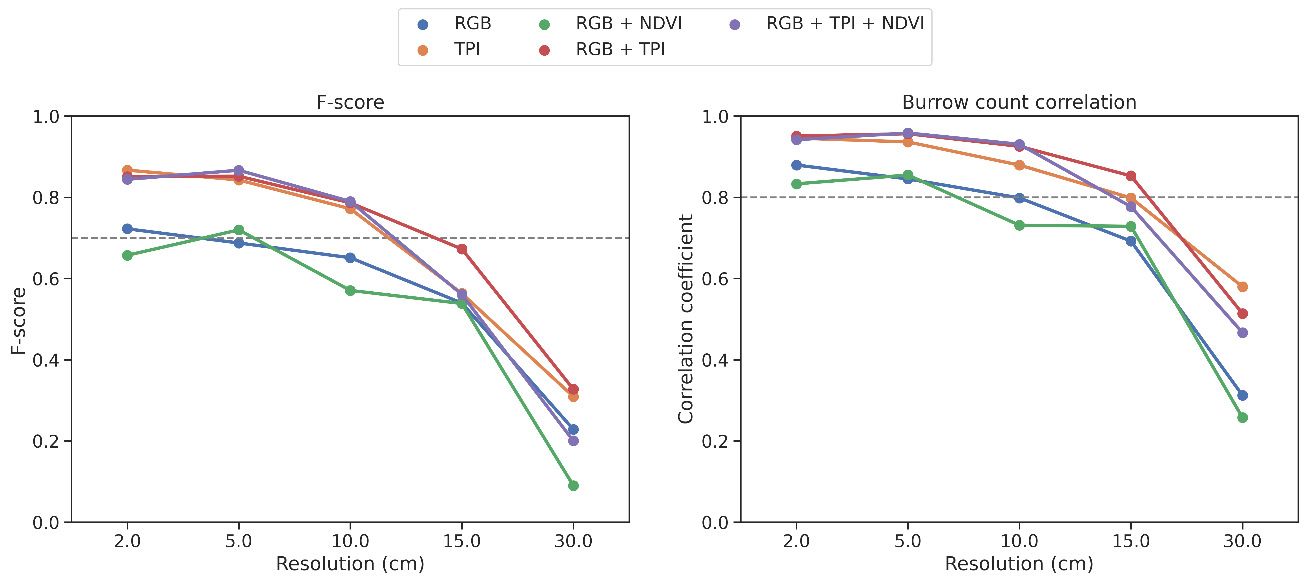 RGB
RGB + NDVI
RGB + TPI + NDVI
TPI
RGB + TPI
F-score
1.0
0.8
0.6
0.4
0.2
0.0
F-score
2.0 5.0 10.0 15.0 30.0
Resolution (cm)
Burrow count correlation
1.0
0.8
0.6
0.4
0.2
0.0
Correlation coefficient
2.0 5.0 10.0 15.0 30.0
Resolution (cm)